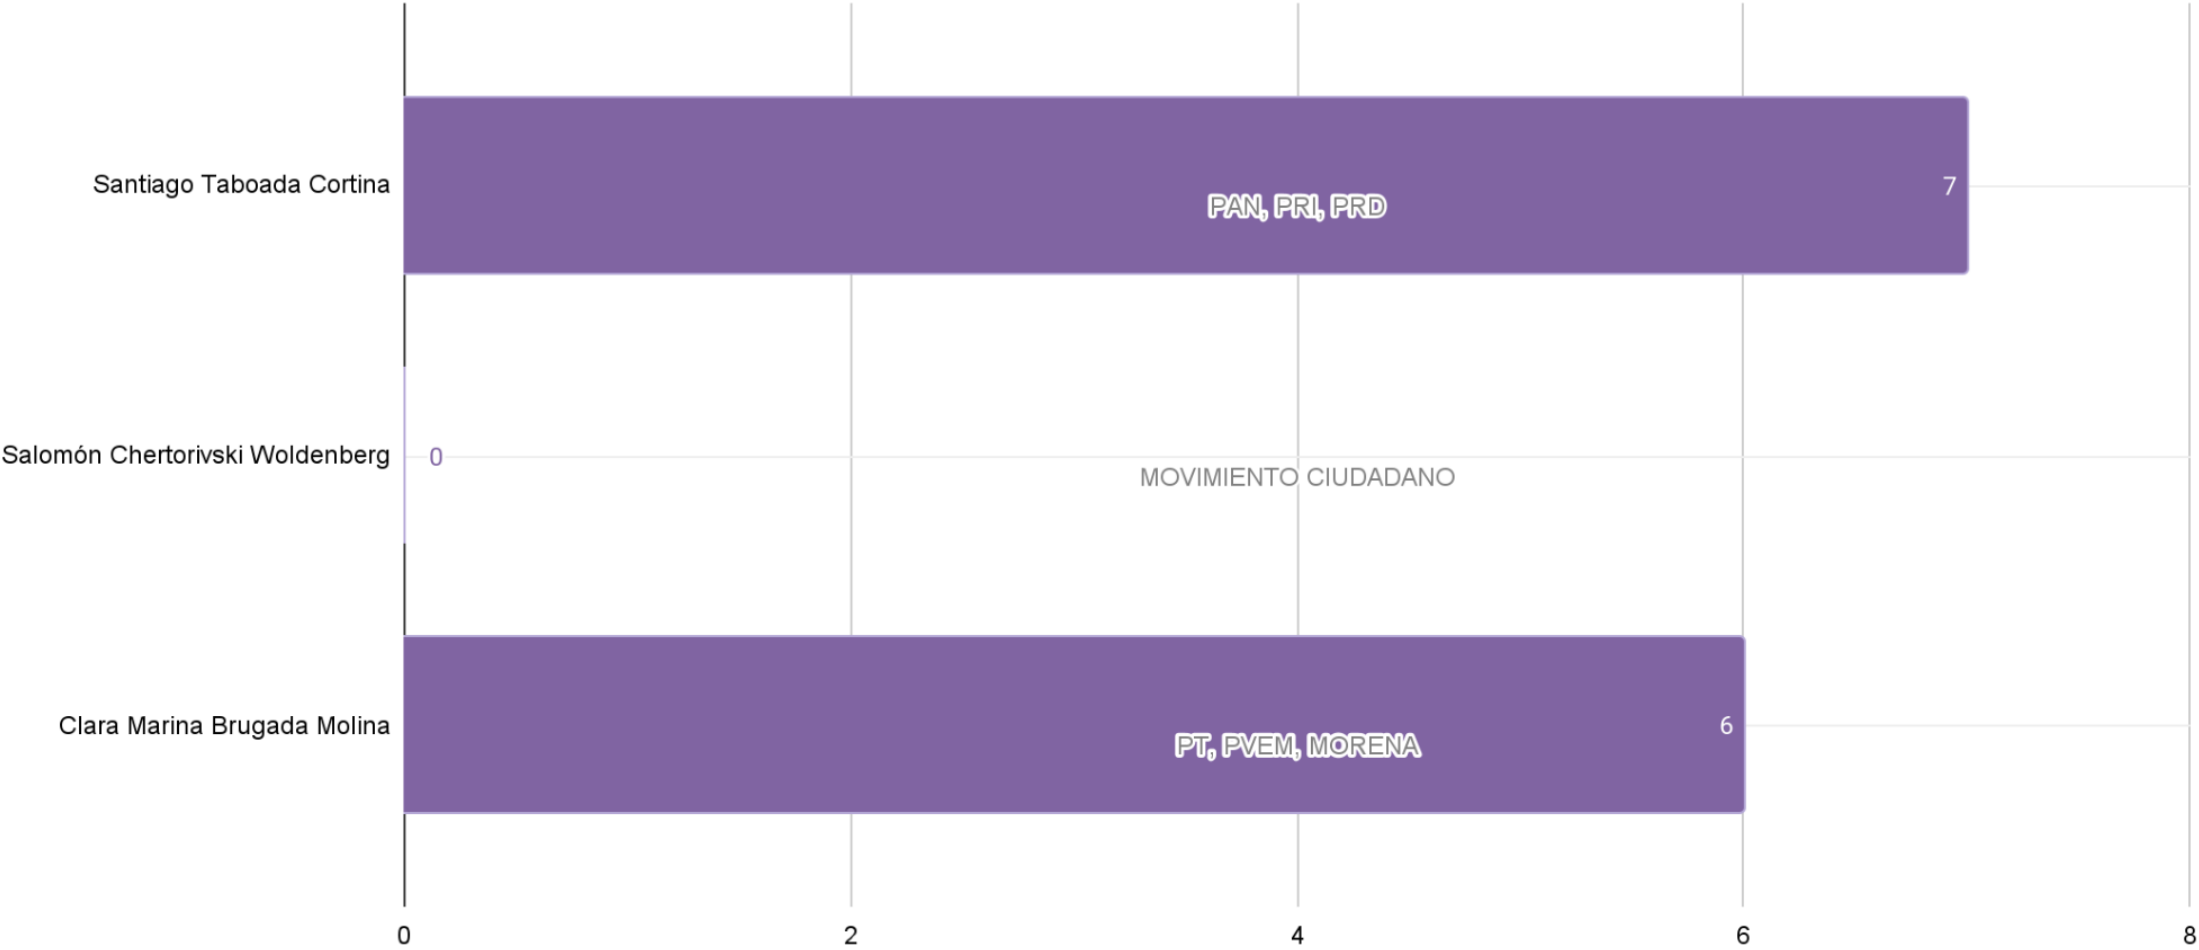 Santiago Taboada Cortina
7
PAN, PRI, PRD
Salomón Chertorivski Woldenberg
0
MOVIMIENTO CIUDADANO
Clara Marina Brugada Molina
6
PT, PVEM, MORENA
0 2 4 6 8